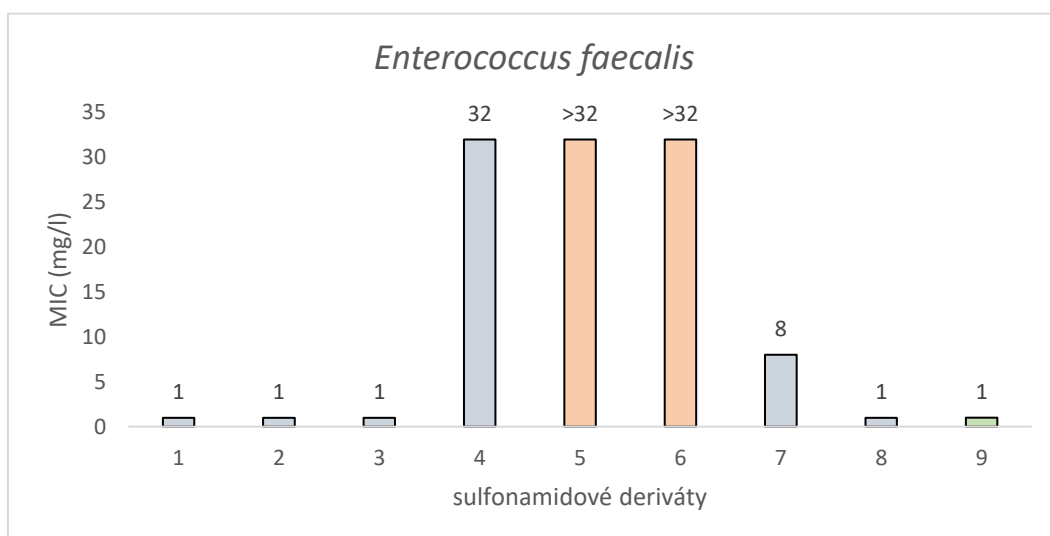 Enterococcus faecalis
35
30
25
20
15
10
5
0
MIC (mg/l)
1 1 1 32 >32 >32 8 1 1
1 2 3 4 5 6 7 8 9
sulfonamidové deriváty